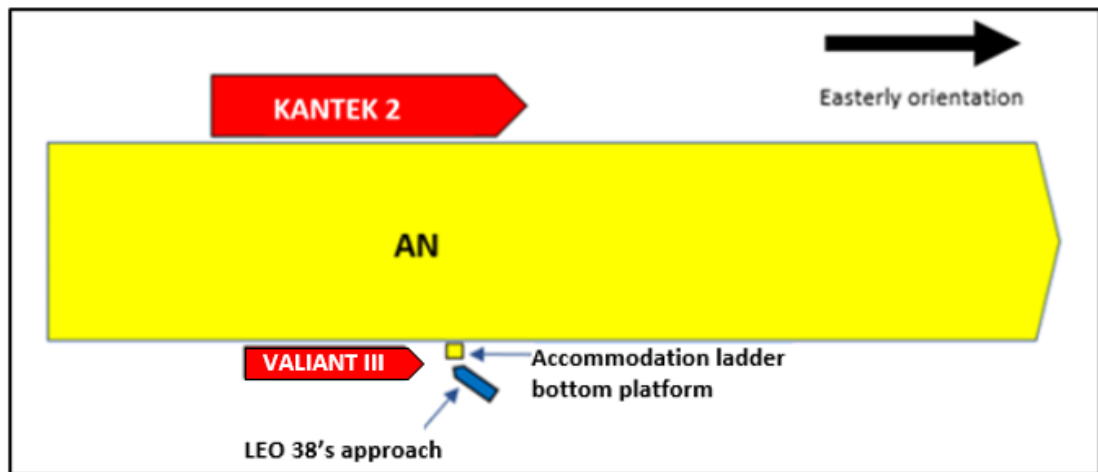 KANTEK 2
Easterly orientation
AN
VALIANT III
Accommodation ladder
bottom platform
LEO 38’s approach